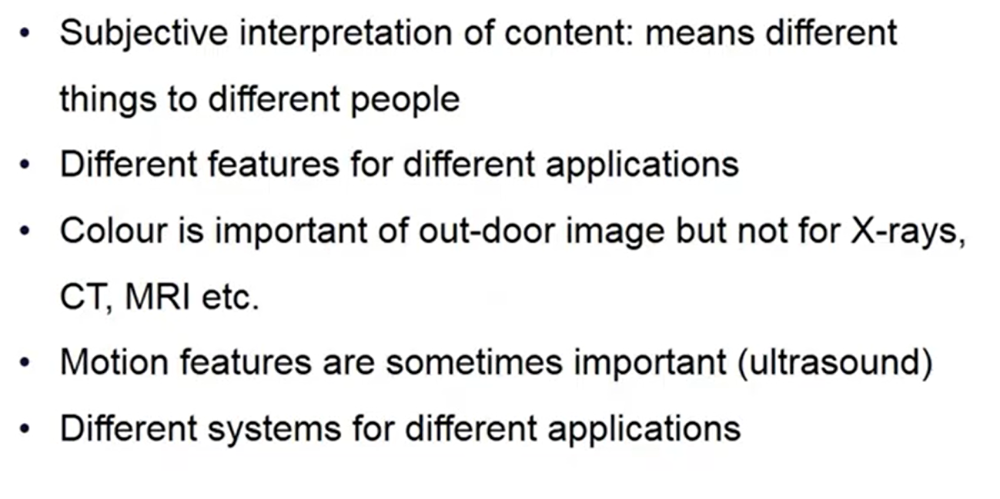 • Subjective interpretation of content: means different
things to different people
• Different features for different applications
• Colour is important of out-door image but not for X-rays,
CT, MRI etc.
• Motion features are sometimes important (ultrasound)
• Different systems for different applications